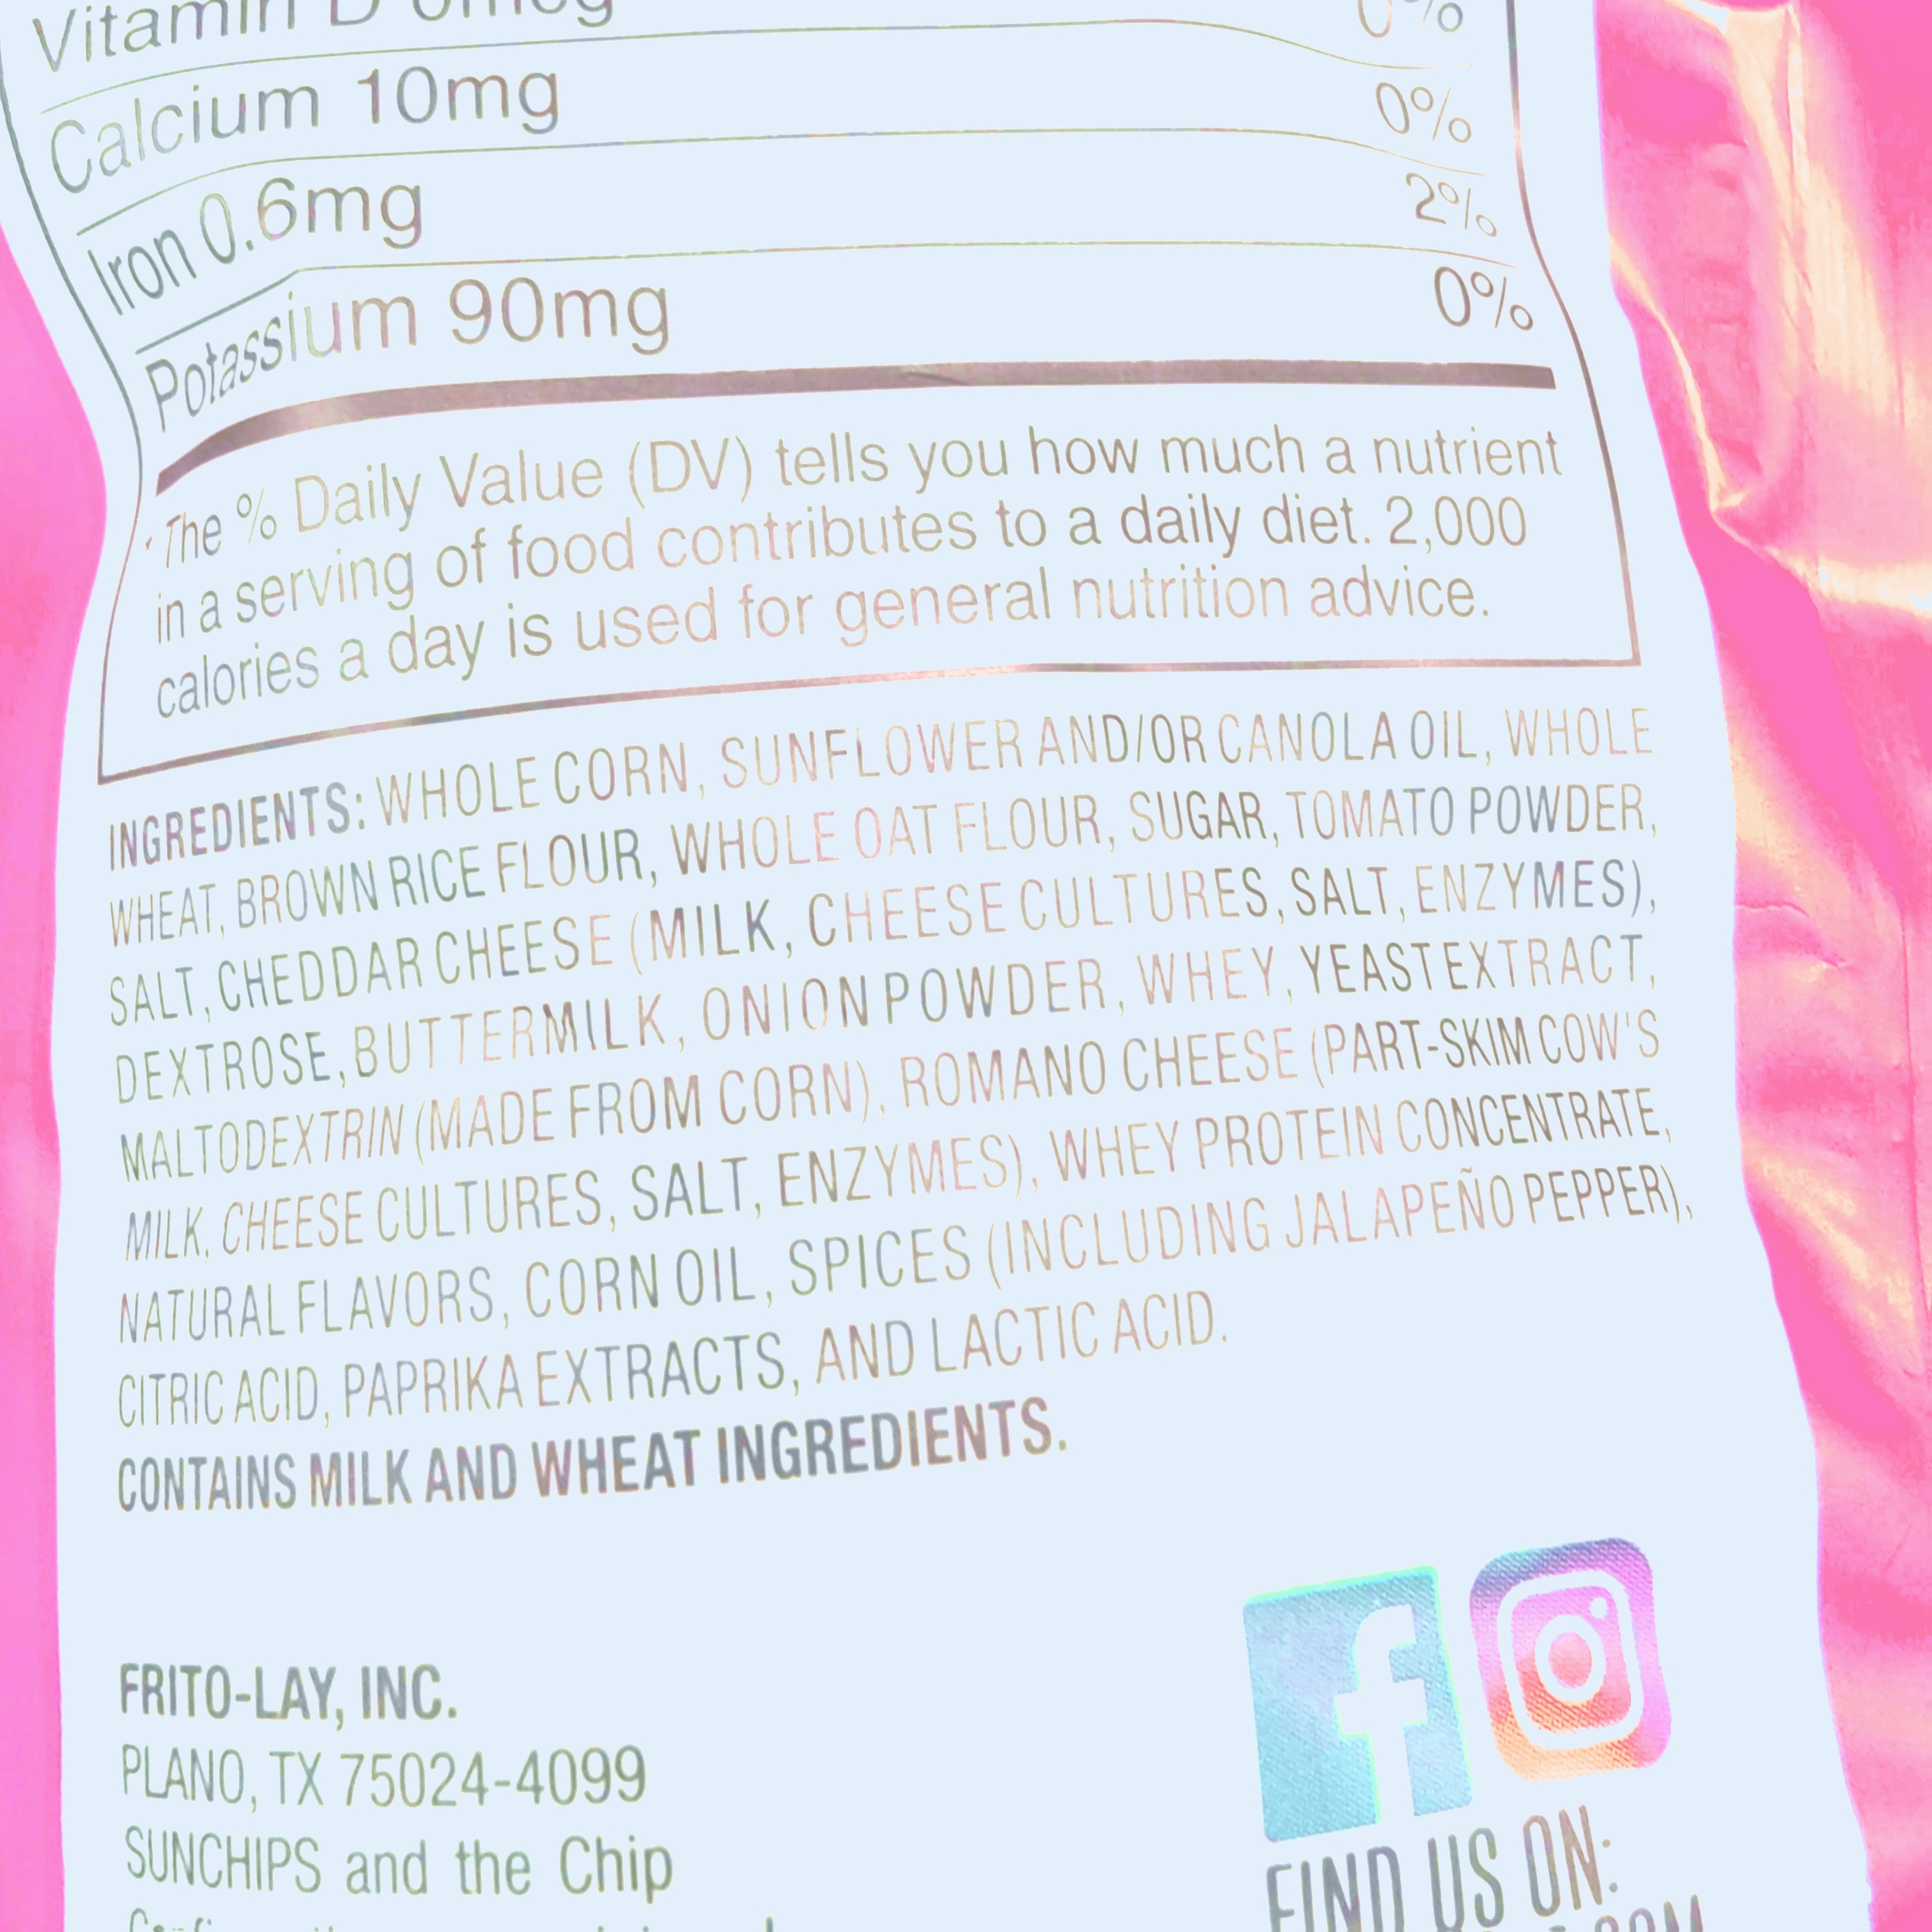 Vitamin D 0mcg 0%
Calcium 10mg 0%
Iron 0.6mg 2%
Potassium 90mg 0%
The % Daily Value (DV) tells you how much a nutrient
in a serving of food contributes to a daily diet. 2,000
calories a day is used for general nutrition advice.
INGREDIENTS: WHOLE CORN, SUNFLOWER AND/OR CANOLA OIL, WHOLE
WHEAT, BROWN RICE FLOUR, WHOLE OAT FLOUR, SUGAR, TOMATO POWDER,
SALT, CHEDDAR CHEESE (MILK, CHEESE CULTURES, SALT, ENZYMES),
DEXTROSE, BUTTERMILK, ONION POWDER, WHEY, YEAST EXTRACT,
MALTODEXTRIN (MADE FROM CORN), ROMANO CHEESE (PART-SKIM COW'S
MILK, CHEESE CULTURES, SALT, ENZYMES), WHEY PROTEIN CONCENTRATE,
NATURAL FLAVORS, CORN OIL, SPICES (INCLUDING JALAPEÑO PEPPER),
CITRIC ACID, PAPRIKA EXTRACTS, AND LACTIC ACID.
CONTAINS MILK AND WHEAT INGREDIENTS.
FRITO-LAY, INC.
PLANO, TX 75024-4099
SUNCHIPS and the Chip
FIND US ON: